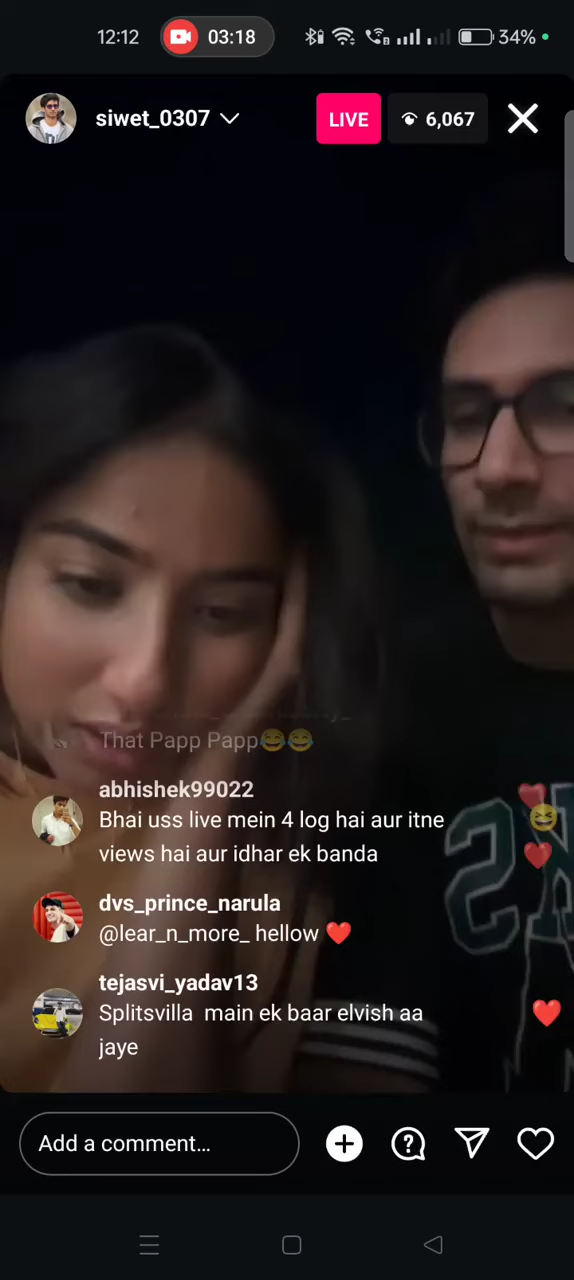 12:12 03:18 34%
siwet_0307 LIVE 6,067
That Papp Papp😂😂
abhishek99022
Bhai uss live mein 4 log hai aur itne
views hai aur idhar ek banda
dvs_prince_narula
@lear_n_more_ hellow ❤️
tejasvi_yadav13
Splitsvilla main ek baar elvish aa
jaye
Add a comment...